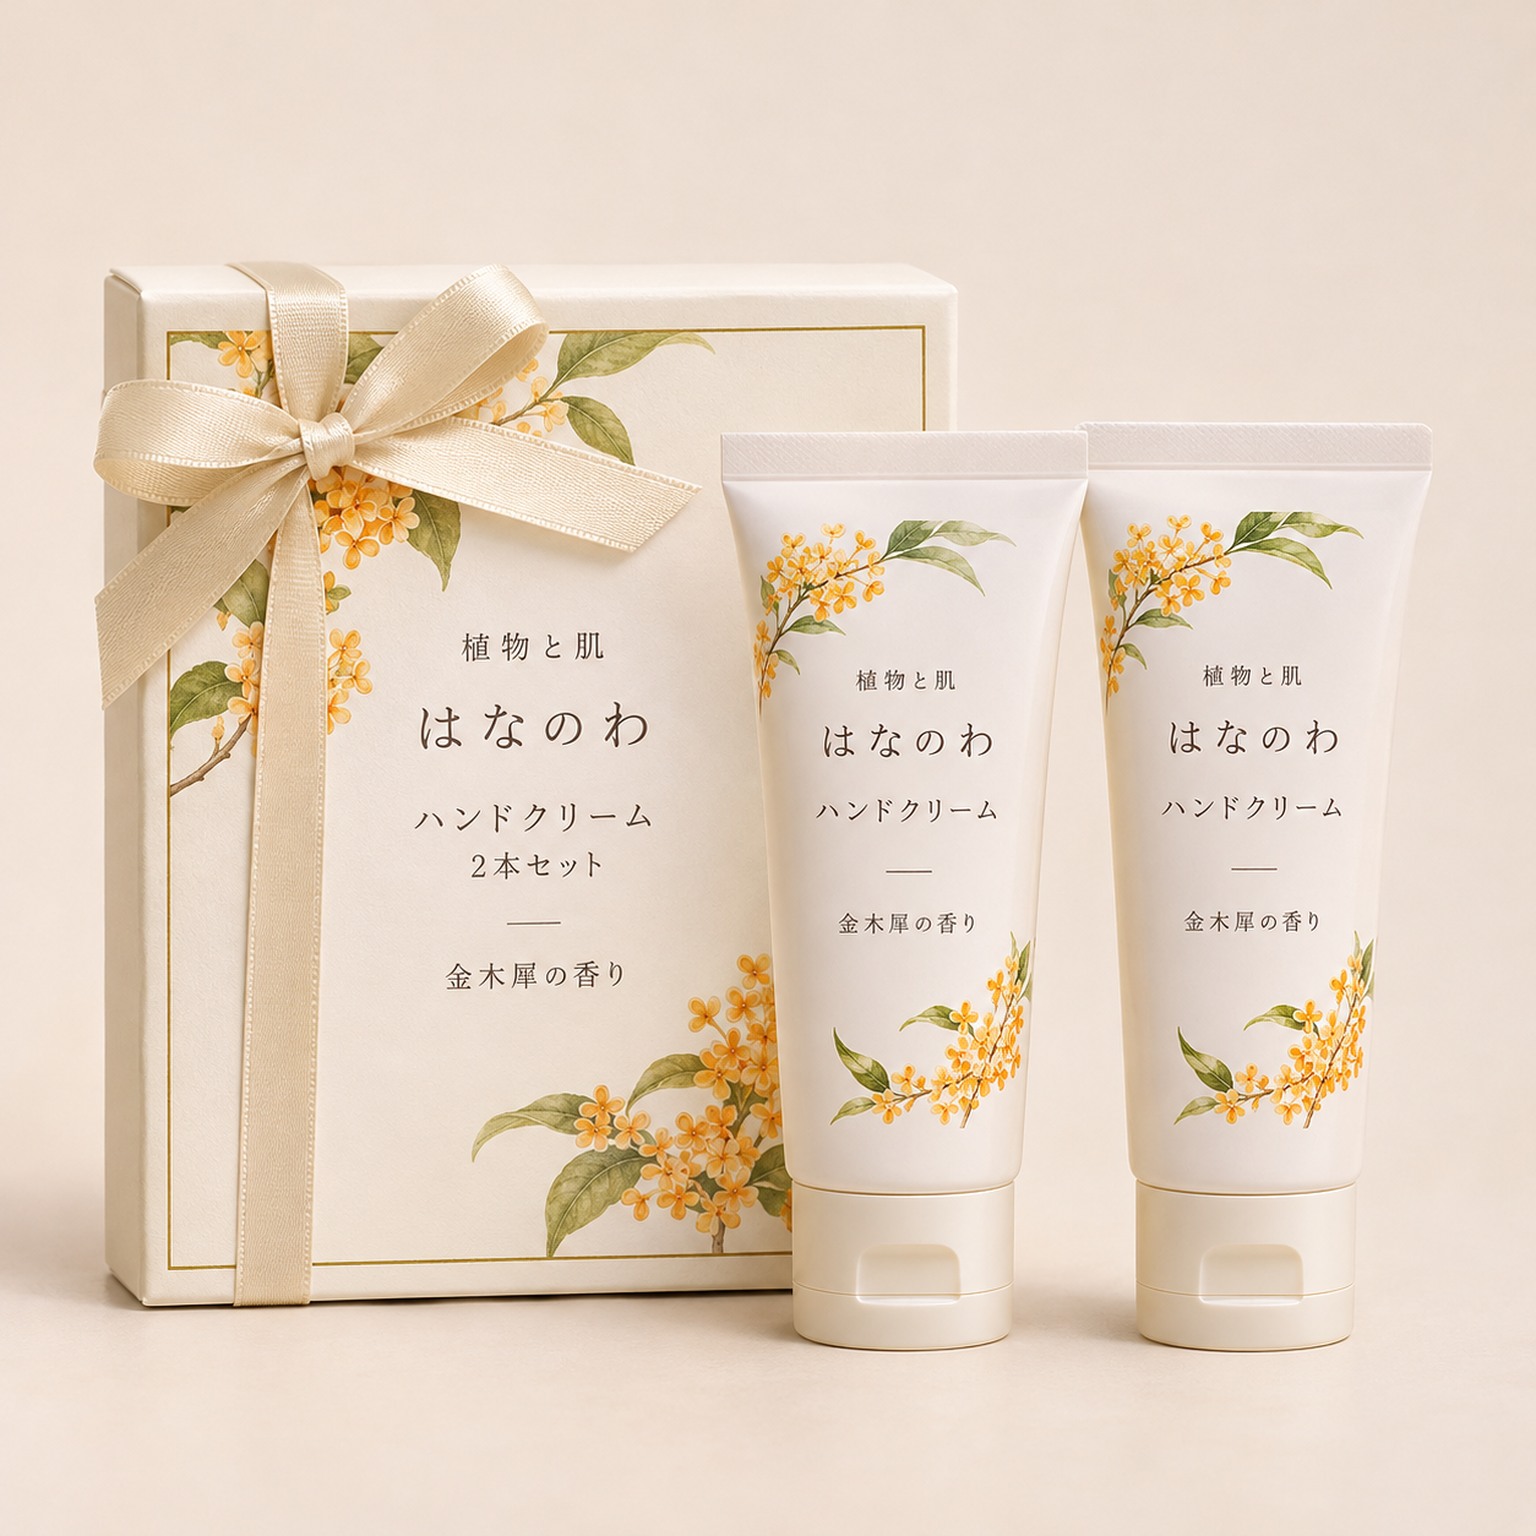 植物と肌
はなのわ
ハンドクリーム
2本セット
金木犀の香り
植物と肌
はなのわ
ハンドクリーム
金木犀の香り
植物と肌
はなのわ
ハンドクリーム
金木犀の香り